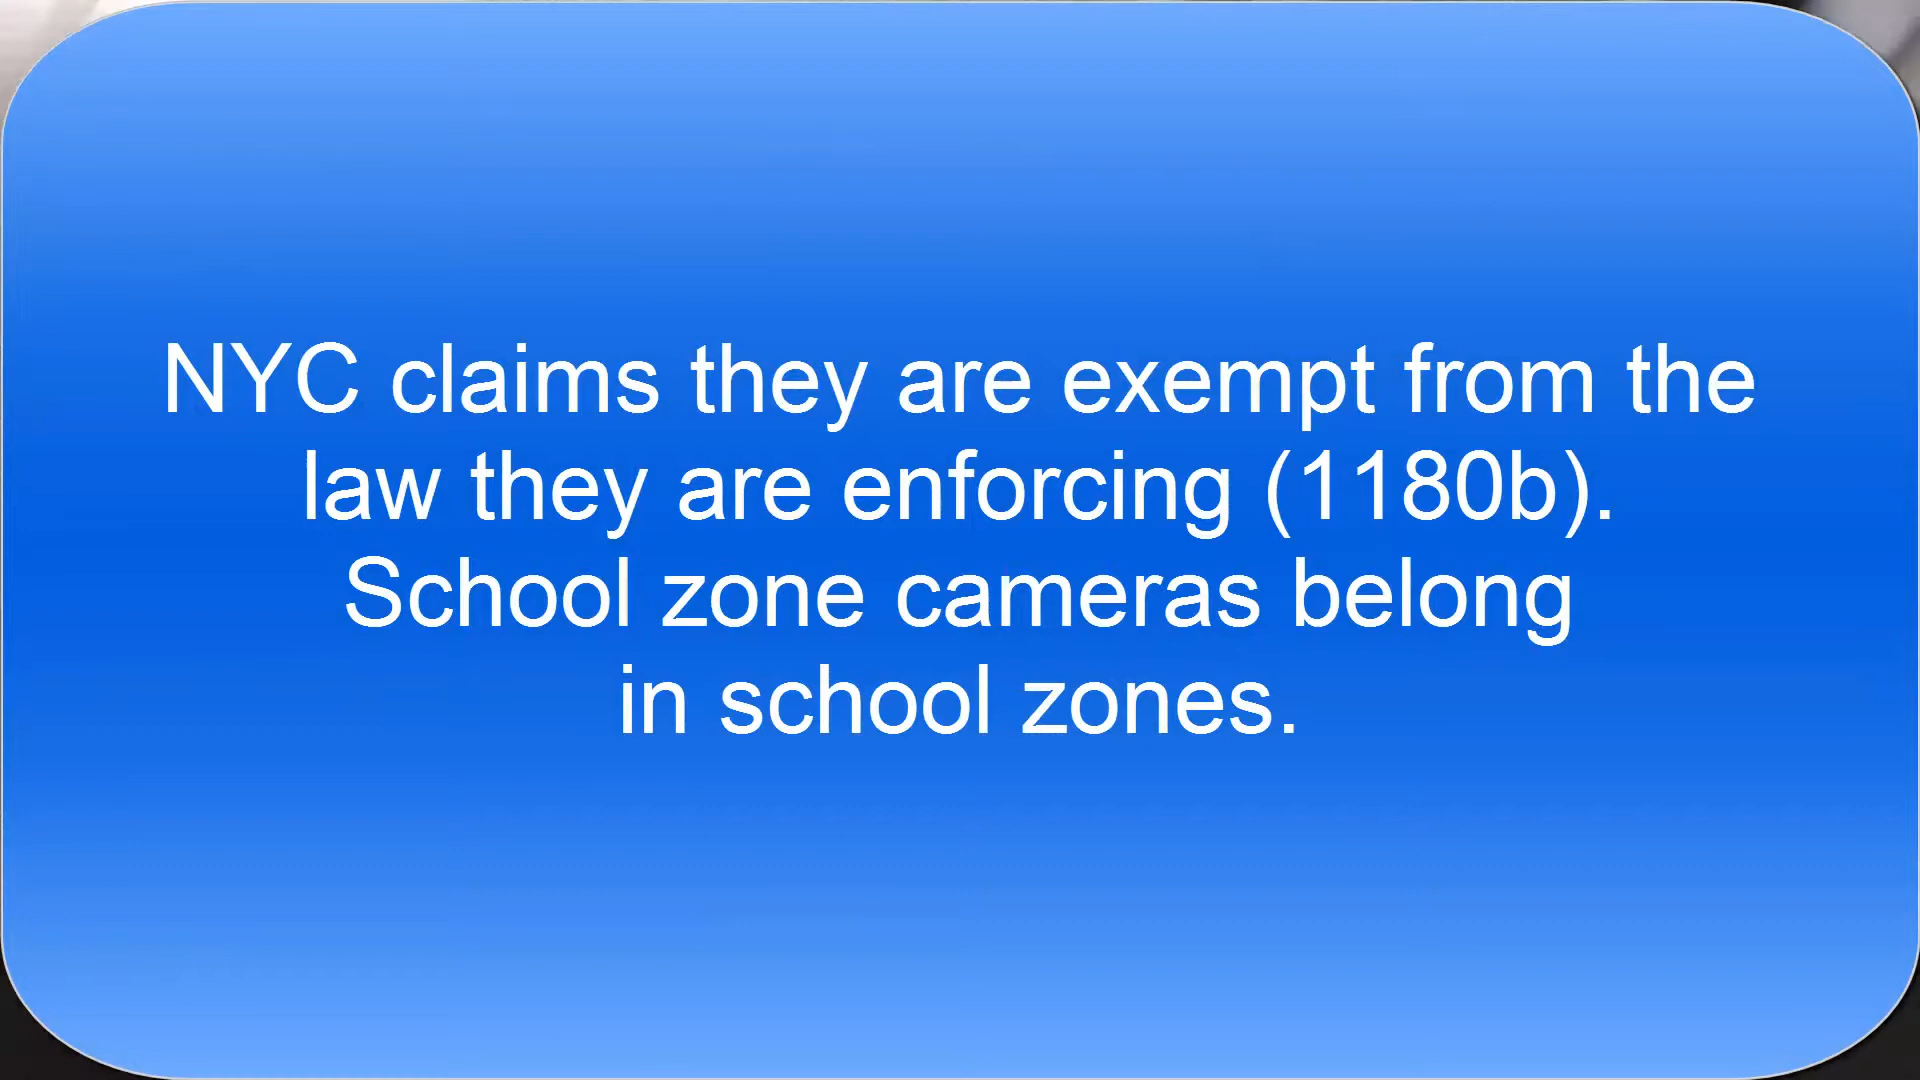 NYC claims they are exempt from the
law they are enforcing (1180b).
School zone cameras belong
in school zones.